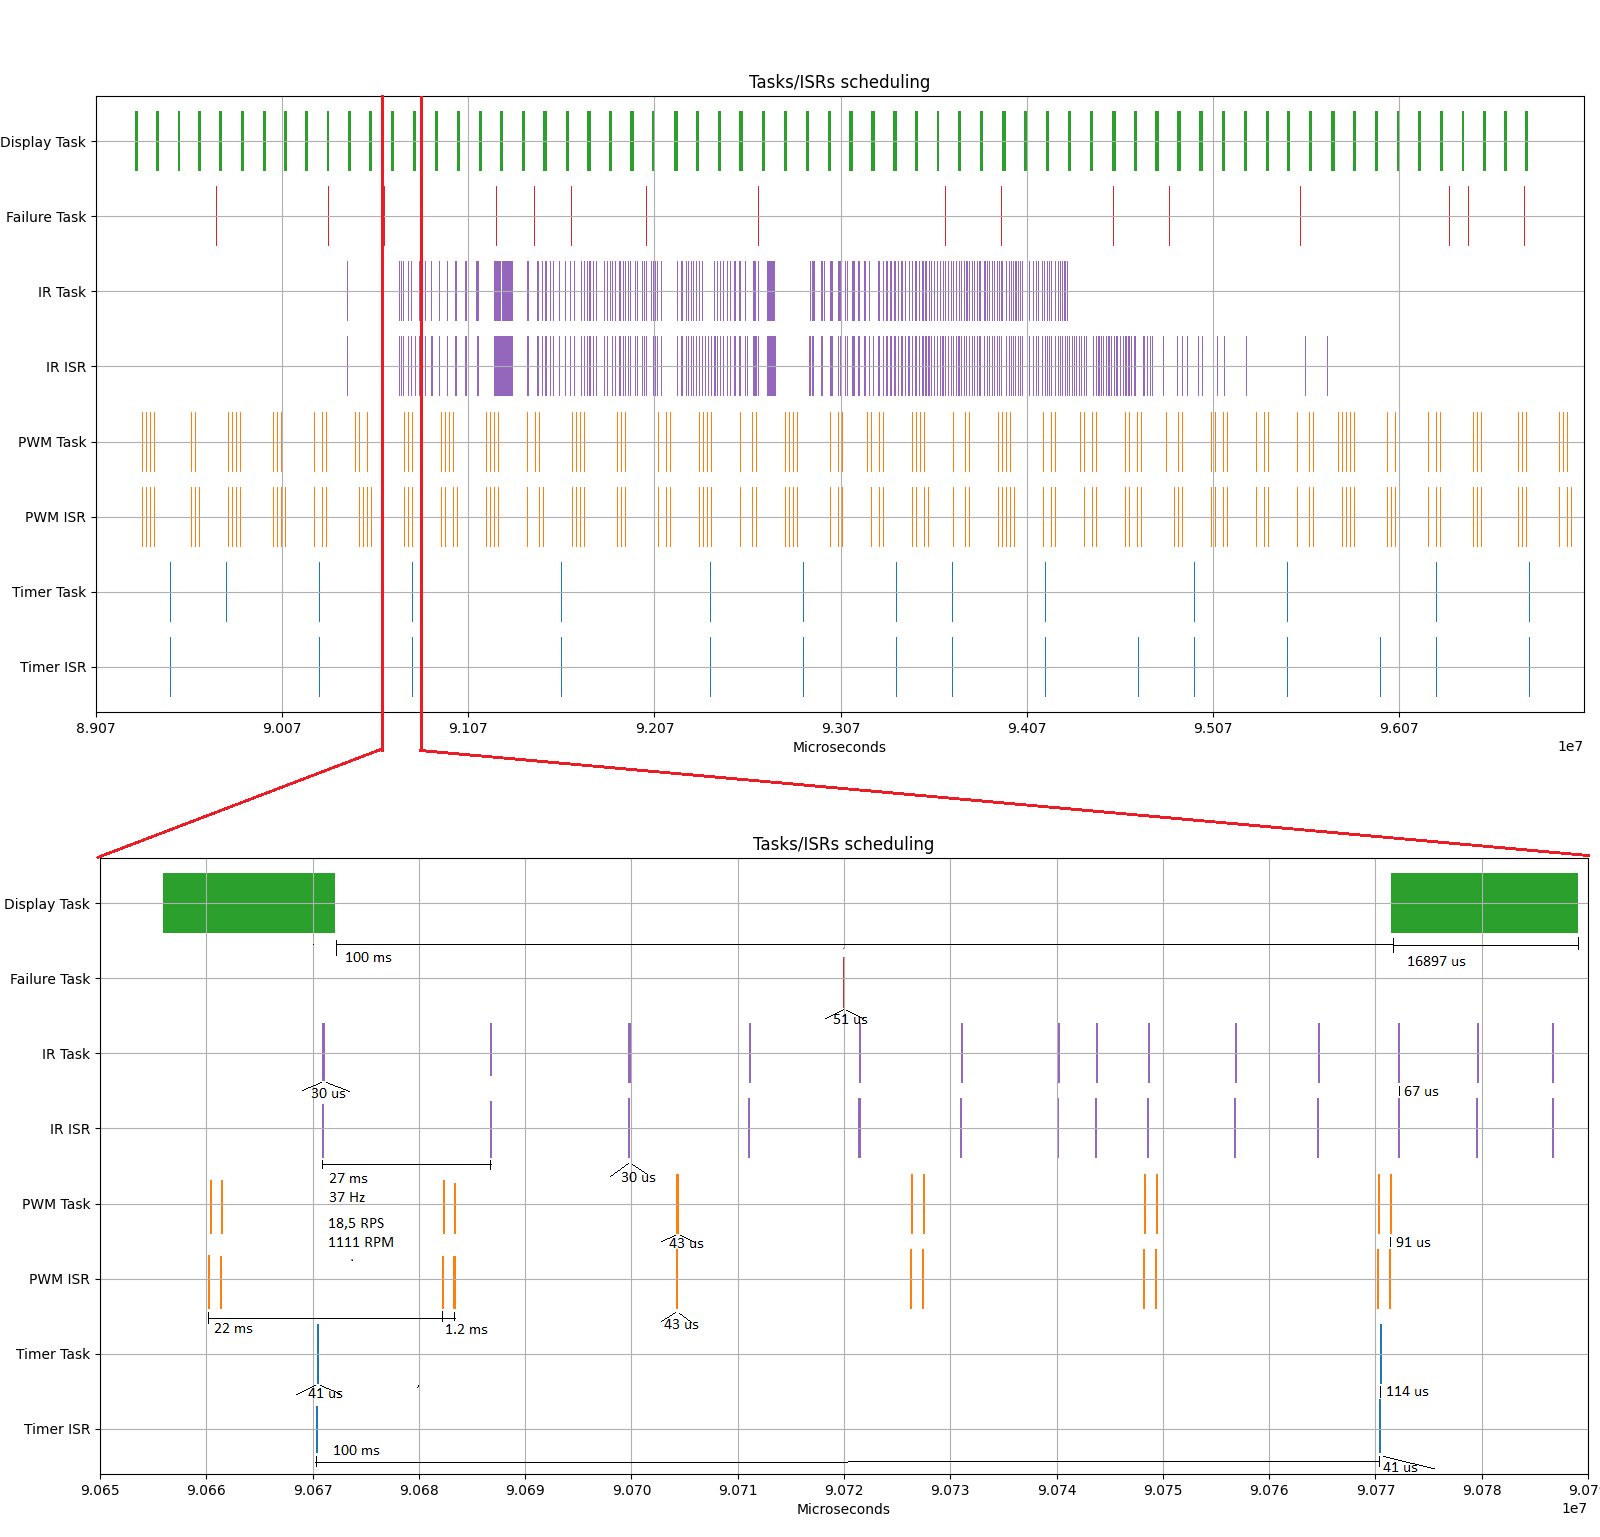 Tasks/ISRs scheduling
Display Task
Failure Task
IR Task
IR ISR
PWM Task
PWM ISR
Timer Task
Timer ISR
8.907 9.007 9.107 9.207 9.307 9.407 9.507 9.607
Microseconds
1e7
Tasks/ISRs scheduling
Display Task
100 ms
16897 us
Failure Task
51 us
IR Task
30 us
67 us
IR ISR
27 ms
37 Hz
30 us
PWM Task
18,5 RPS
1111 RPM
43 us
91 us
PWM ISR
22 ms
1.2 ms
43 us
Timer Task
41 us
114 us
Timer ISR
100 ms
41 us
9.065 9.066 9.067 9.068 9.069 9.070 9.071 9.072 9.073 9.074 9.075 9.076 9.077 9.078
Microseconds
1e7